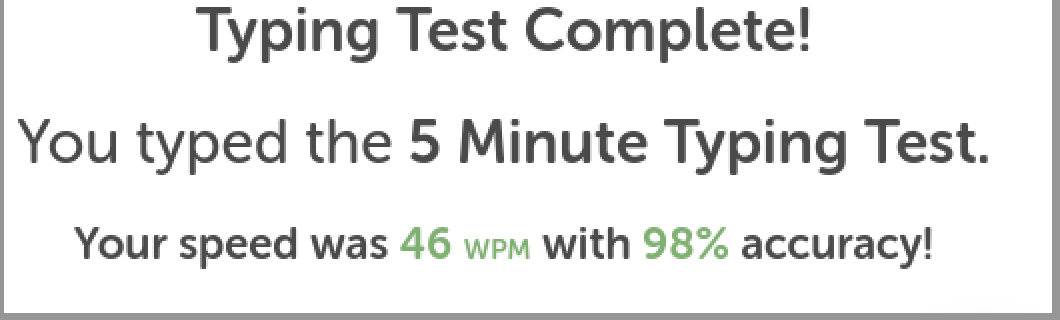 Typing Test Complete!
You typed the 5 Minute Typing Test.
Your speed was 46 WPM with 98% accuracy!